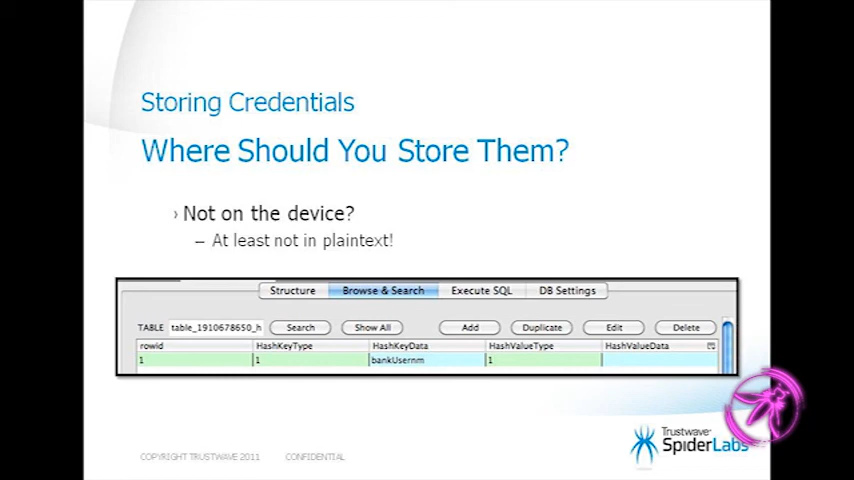 Storing Credentials
Where Should You Store Them?
› Not on the device?
– At least not in plaintext!
Structure Browse & Search Execute SQL DB Settings
TABLE table_1910678650_h Search Show All Add Duplicate Edit Delete
rowid HashKeyType HashKeyData HashValueType HashValueData
1 1 bankUsernm 1
Trustwave®
SpiderLabs
COPYRIGHT TRUSTWAVE 2011 CONFIDENTIAL